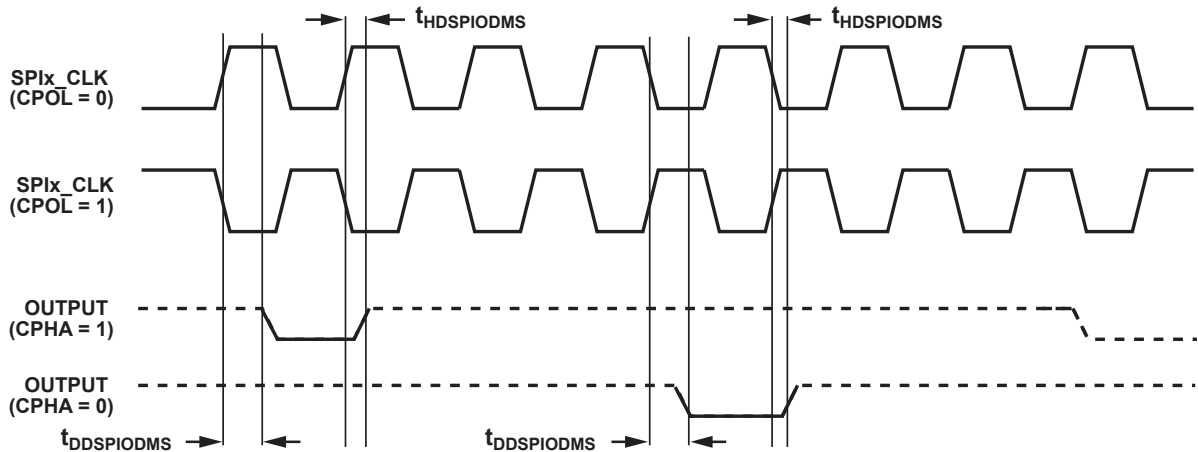 tHDSPIODMS
tHDSPIODMS
SPIx_CLK
(CPOL = 0)
SPIx_CLK
(CPOL = 1)
OUTPUT
(CPHA = 1)
OUTPUT
(CPHA = 0)
tDDSPIODMS
tDDSPIODMS